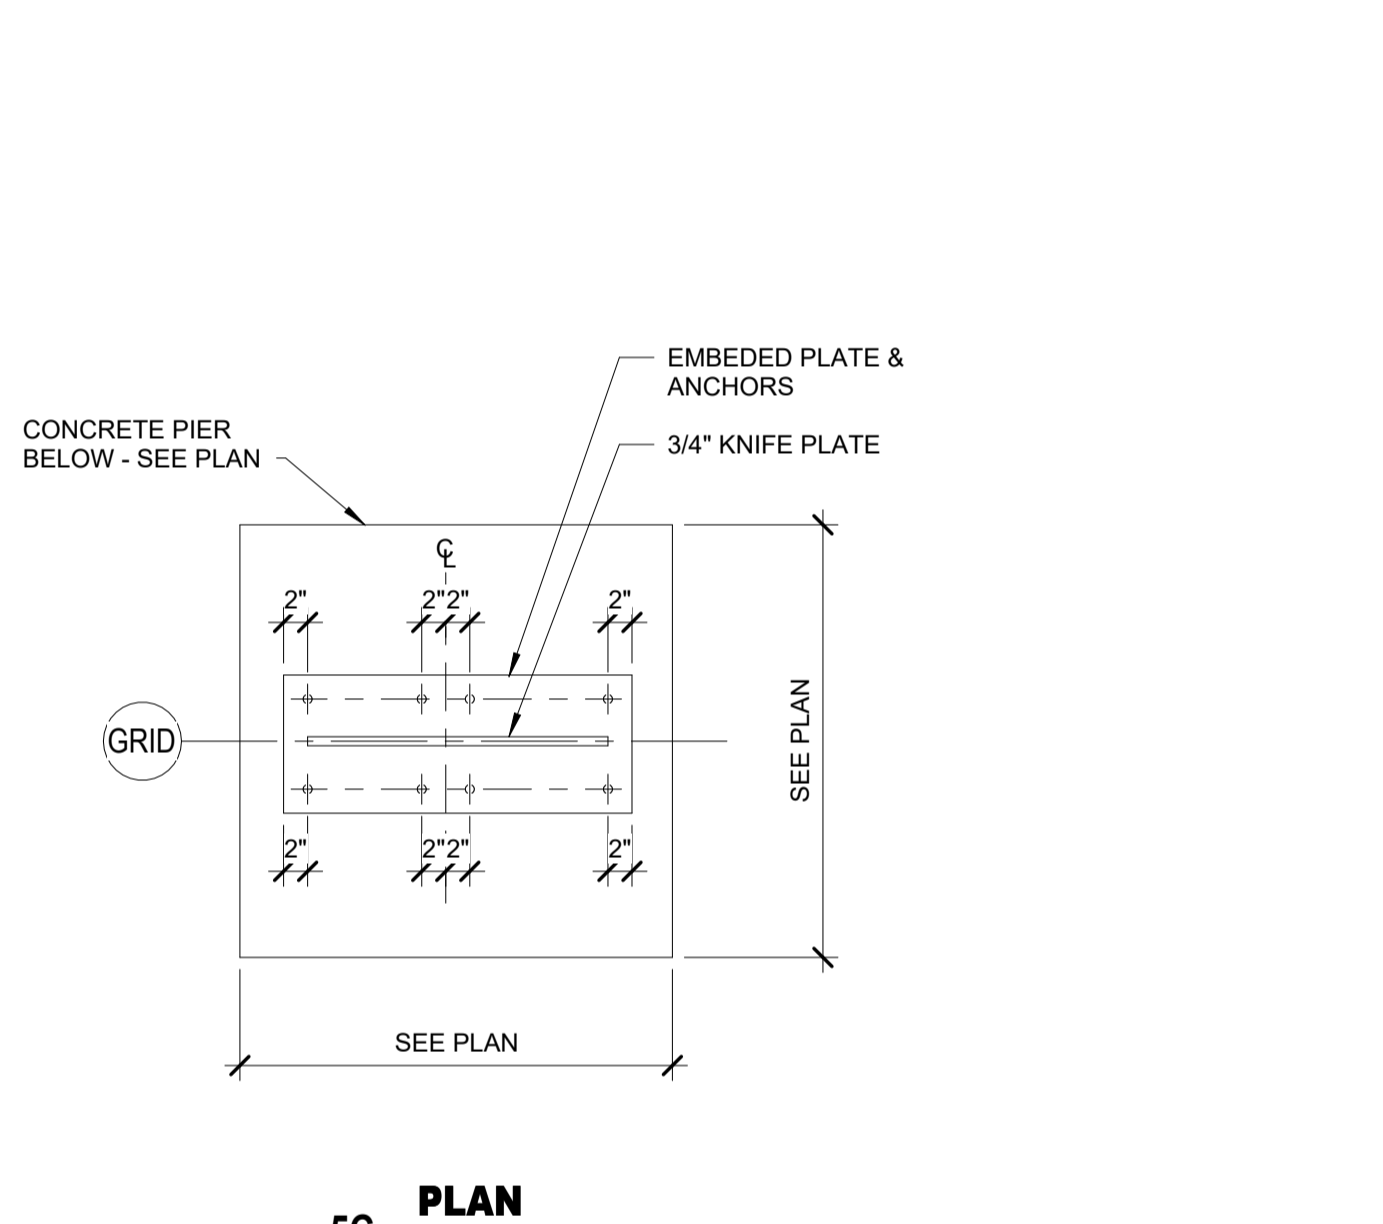 EMBEDED PLATE &
ANCHORS
CONCRETE PIER
BELOW - SEE PLAN
3/4" KNIFE PLATE
℄
2" 2"2" 2"
GRID
SEE PLAN
2" 2"2" 2"
SEE PLAN
PLAN